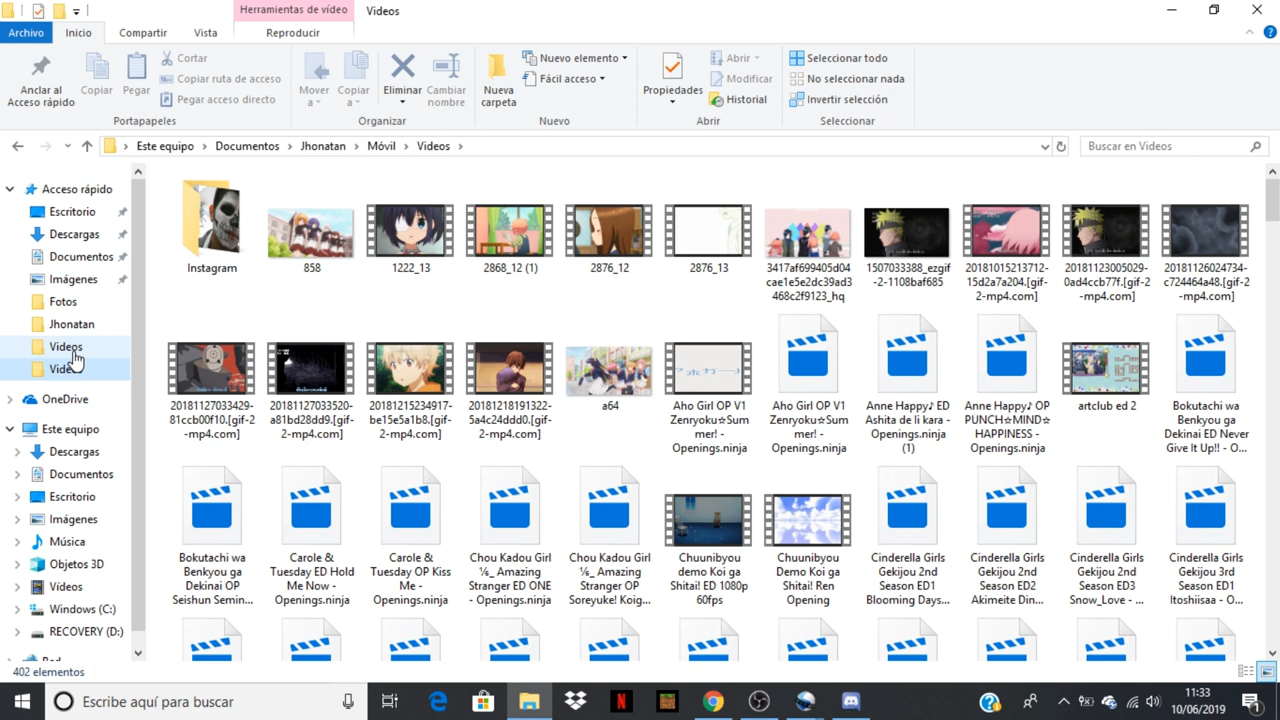 Herramientas de vídeo
Videos
Archivo
Inicio
Compartir
Vista
Reproducir
Anclar al
Acceso rápido
Copiar
Pegar
Cortar
Copiar ruta de acceso
Pegar acceso directo
Portapapeles
Mover
a
Copiar
a
Eliminar
Cambiar
nombre
Organizar
Nueva
carpeta
Nuevo elemento
Fácil acceso
Nuevo
Propiedades
Abrir
Modificar
Historial
Abrir
Seleccionar todo
No seleccionar nada
Invertir selección
Seleccionar
Este equipo > Documentos > Jhonatan > Móvil > Videos >
Buscar en Videos
Acceso rápido
Escritorio
Descargas
Documentos
Imágenes
Fotos
Jhonatan
Videos
OneDrive
Este equipo
Descargas
Documentos
Escritorio
Imágenes
Música
Objetos 3D
Vídeos
Windows (C:)
RECOVERY (D:)
Instagram
858
1222_13
2868_12 (1)
2876_12
2876_13
3417af699405d04
cae1e5e2dc39ad3
468c2f9123_hq
1507033388_ezgif
-2-1108baf685
20181015213712-
15d2a7a204.[gif-
2-mp4.com]
20181123005029-
0ad4ccb77f.[gif-2
-mp4.com]
20181126024734-
c724464a48.[gif-2
-mp4.com]
20181127033429-
81ccb00f10.[gif-2
-mp4.com]
20181127033520-
a81bd28dd9.[gif-
2-mp4.com]
20181215234917-
be15e5a1b8.[gif-
2-mp4.com]
20181218191322-
5a4c24ddd0.[gif-
2-mp4.com]
a64
Aho Girl OP V1
Zenryoku☆Sum
mer! -
Openings.ninja
Aho Girl OP V1
Zenryoku☆Sum
mer! -
Openings.ninja
Anne Happy♪ ED
Ashita de li kara -
Openings.ninja
(1)
Anne Happy♪ OP
PUNCH☆MIND☆
HAPPINESS -
Openings.ninja
artclub ed 2
Bokutachi wa
Benkyou ga
Dekinai ED Never
Give It Up!! - O...
Bokutachi wa
Benkyou ga
Dekinai OP
Seishun Semin...
Carole &
Tuesday ED Hold
Me Now -
Openings.ninja
Carole &
Tuesday OP Kiss
Me -
Openings.ninja
Chou Kadou Girl
⅙_ Amazing
Stranger ED ONE
- Openings.ninja
Chou Kadou Girl
⅙_ Amazing
Stranger OP
Soreyuke! Koig...
Chuunibyou
demo Koi ga
Shitai! ED 1080p
60fps
Chuunibyou
Demo Koi ga
Shitai! Ren
Opening
Cinderella Girls
Gekijou 2nd
Season ED1
Blooming Days...
Cinderella Girls
Gekijou 2nd
Season ED2
Akimeite Din...
Cinderella Girls
Gekijou 2nd
Season ED3
Snow_Love - ...
Cinderella Girls
Gekijou 3rd
Season ED1
Itoshiisaa - O...
402 elementos
Escribe aquí para buscar
11:33
10/06/2019